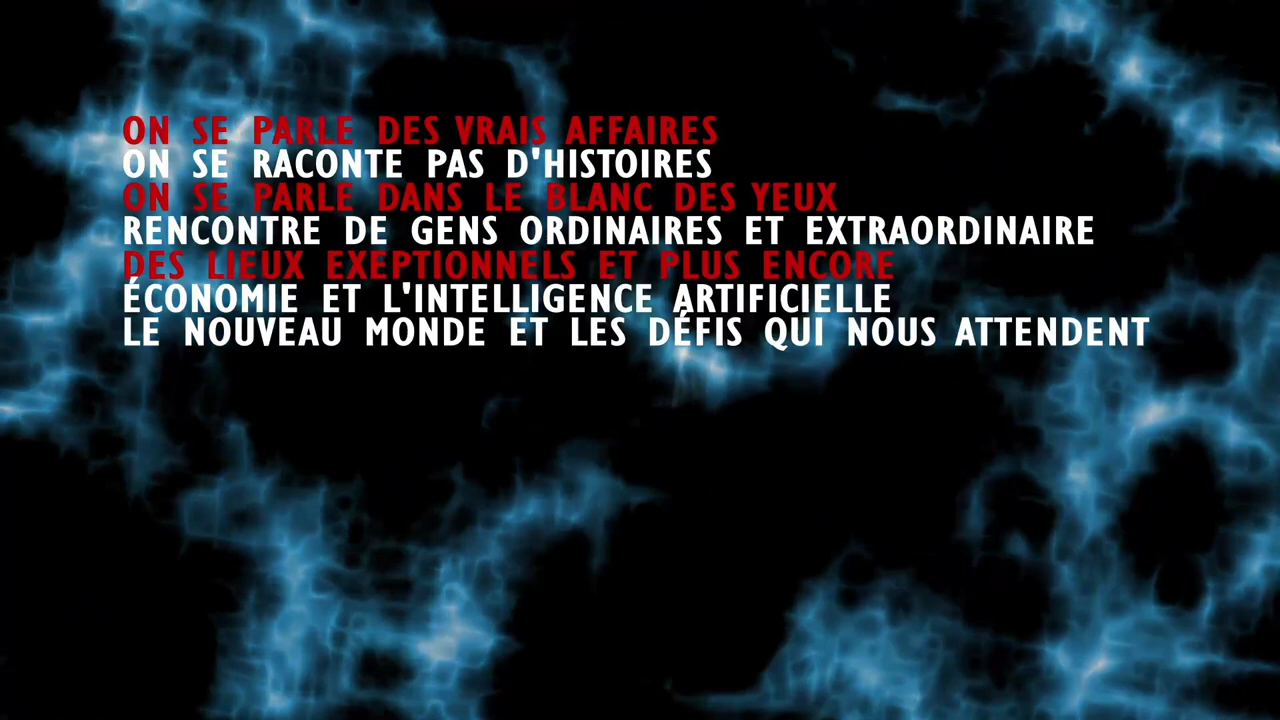 ON SE PARLE DES VRAIS AFFAIRES
ON SE RACONTE PAS D'HISTOIRES
ON SE PARLE DANS LE BLANC DES YEUX
RENCONTRE DE GENS ORDINAIRES ET EXTRAORDINAIRE
DES LIEUX EXEPTIONNELS ET PLUS ENCORE
ÉCONOMIE ET L'INTELLIGENCE ARTIFICIELLE
LE NOUVEAU MONDE ET LES DÉFIS QUI NOUS ATTENDENT